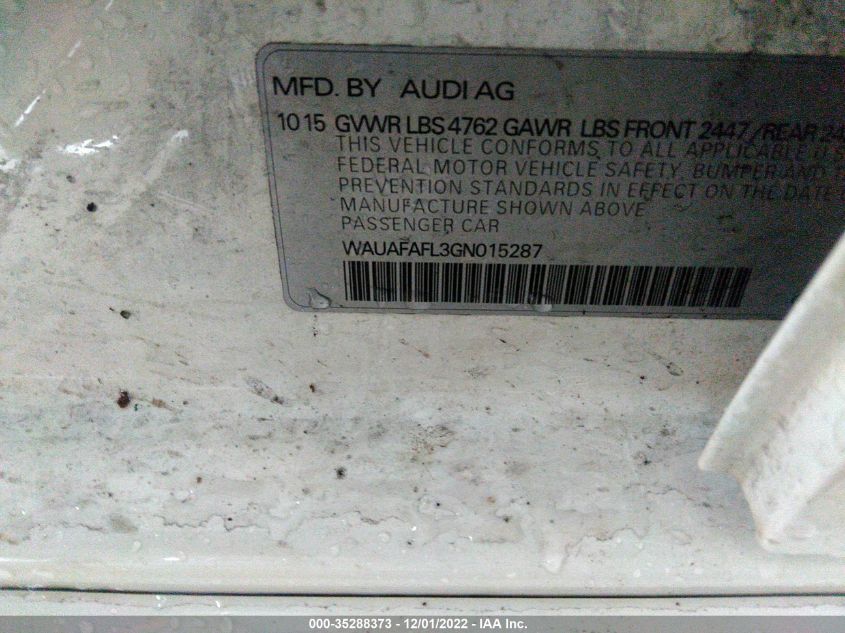 MFD. BY AUDI AG
10 15 GVWR LBS 4762 GAWR LBS FRONT 2447 / REAR
THIS VEHICLE CONFORMS TO ALL APPLICABLE
FEDERAL MOTOR VEHICLE SAFETY, BUMPER AND
PREVENTION STANDARDS IN EFFECT ON THE DATE
MANUFACTURE SHOWN ABOVE
PASSENGER CAR
WAUAFAFL3GN015287
000-35288373 - 12/01/2022 - IAA Inc.